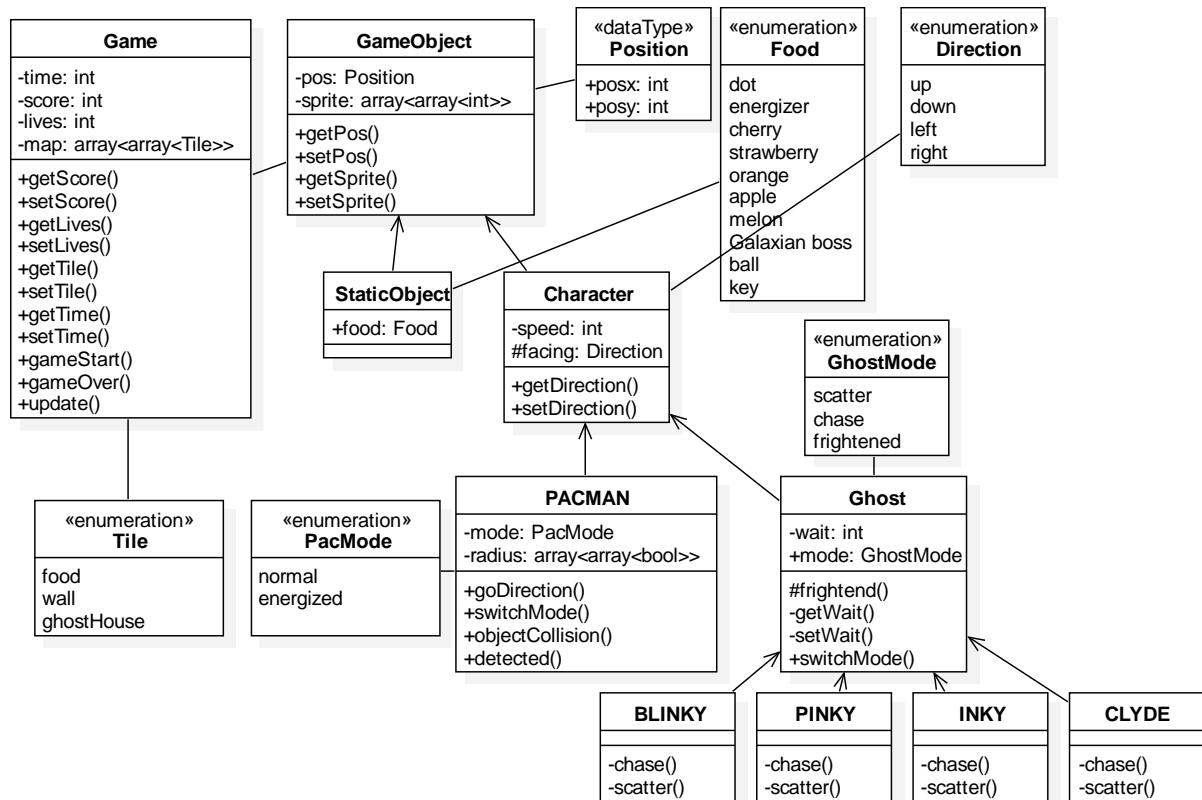 Game
-time: int
-score: int
-lives: int
-map: array<array<Tile>>
+getScore()
+setScore()
+getLives()
+setLives()
+getTile()
+setTile()
+getTime()
+setTime()
+gameStart()
+gameOver()
+update()
GameObject
-pos: Position
-sprite: array<array<int>>
+getPos()
+setPos()
+getSprite()
+setSprite()
«dataType»
Position
+posx: int
+posy: int
«enumeration»
Food
dot
energizer
cherry
strawberry
orange
apple
melon
Galaxian boss
ball
key
«enumeration»
Direction
up
down
left
right
StaticObject
+food: Food
Character
-speed: int
#facing: Direction
+getDirection()
+setDirection()
«enumeration»
GhostMode
scatter
chase
frightened
«enumeration»
Tile
food
wall
ghostHouse
«enumeration»
PacMode
normal
energized
PACMAN
-mode: PacMode
-radius: array<array<bool>>
+goDirection()
+switchMode()
+objectCollision()
+detected()
Ghost
-wait: int
+mode: GhostMode
#frightend()
-getWait()
-setWait()
+switchMode()
BLINKY
-chase()
-scatter()
PINKY
-chase()
-scatter()
INKY
-chase()
-scatter()
CLYDE
-chase()
-scatter()